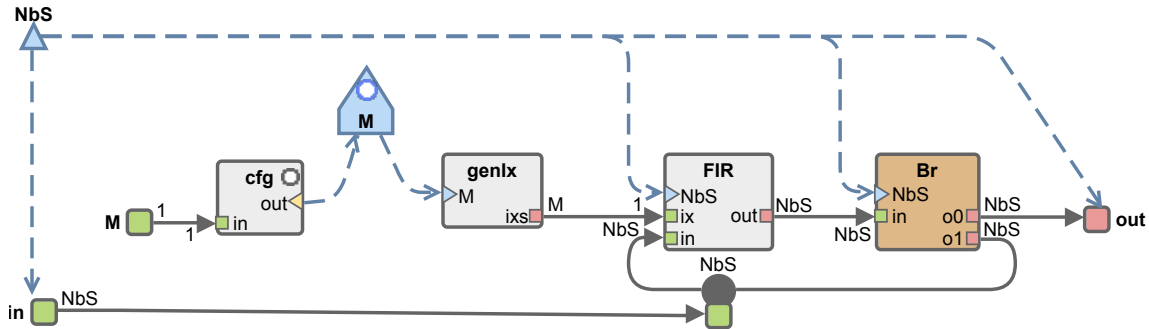 NbS
M
cfg
out
M 1
1
in
genIx
M
ixs
M
FIR
NbS
1
ix
out
NbS
NbS
in
Br
NbS
NbS
in
o0
NbS
o1
NbS
out
NbS
in NbS